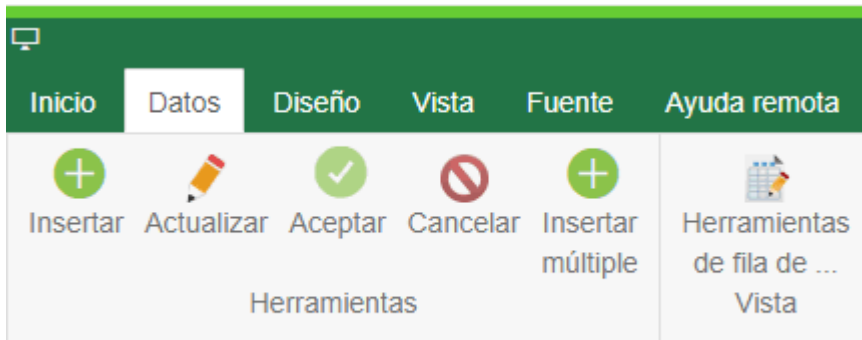 Inicio Datos Diseño Vista Fuente Ayuda remota
Insertar Actualizar Aceptar Cancelar Insertar múltiple Herramientas de fila de ...
Herramientas Vista